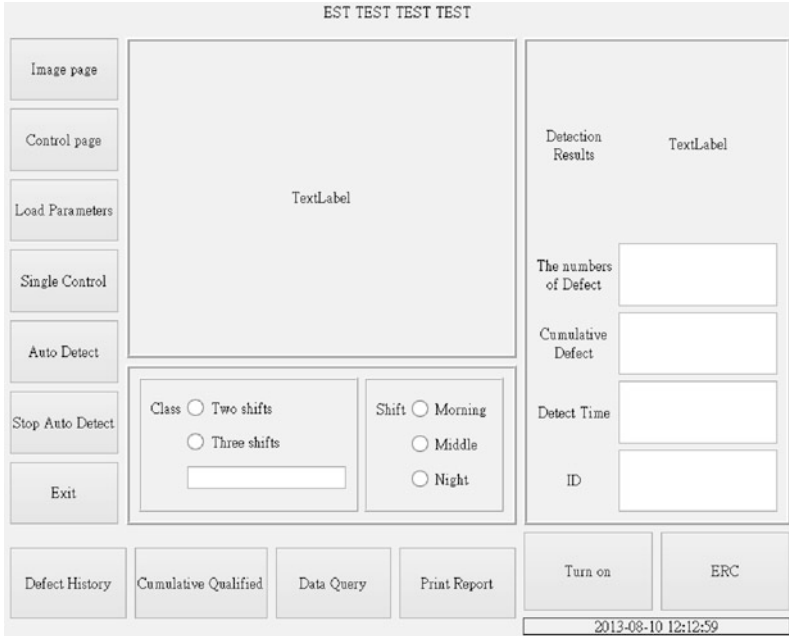 EST TEST TEST TEST
Image page
Control page
Load Parameters
Single Control
Auto Detect
Stop Auto Detect
Exit
TextLabel
Class
Two shifts
Three shifts
Shift
Morning
Middle
Night
Detection
Results
TextLabel
The numbers
of Defect
Cumulative
Defect
Detect Time
ID
Defect History
Cumulative Qualified
Data Query
Print Report
Turn on
ERC
2013-08-10 12:12:59